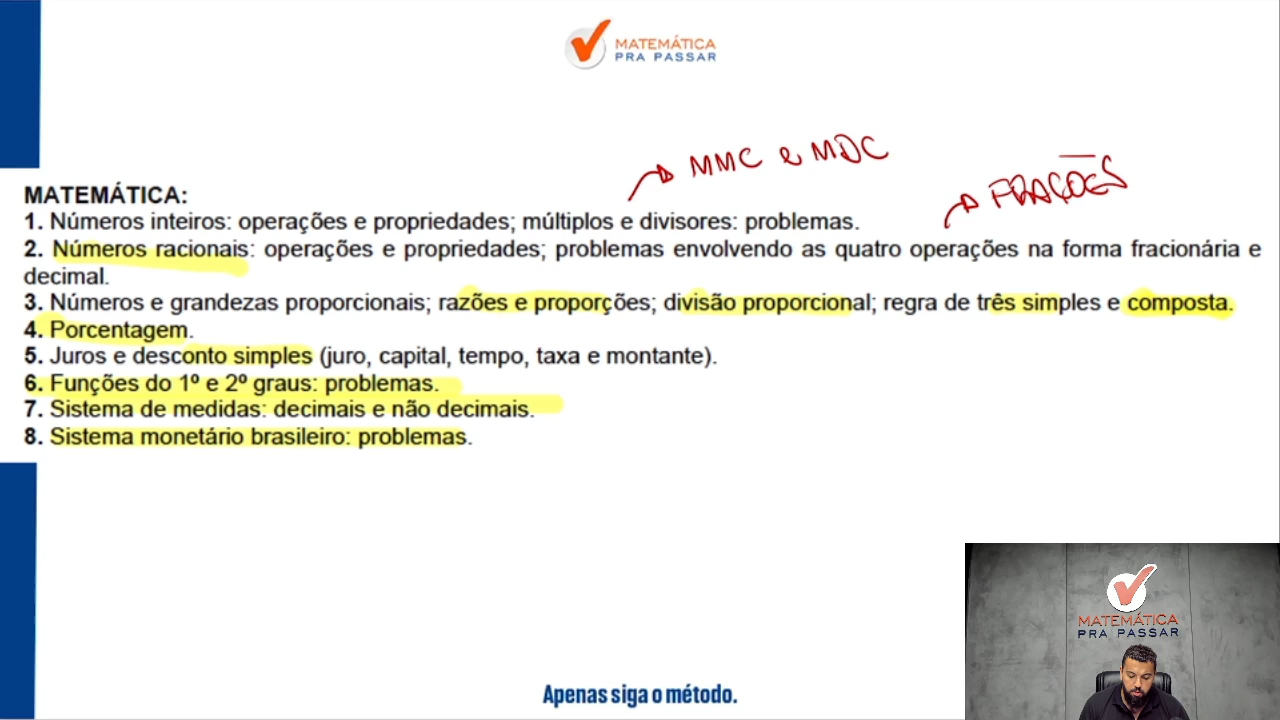 MATEMÁTICA
PRA PASSAR
MMC e MDC
FRAÇÕES
MATEMÁTICA:
1. Números inteiros: operações e propriedades; múltiplos e divisores: problemas.
2. Números racionais: operações e propriedades; problemas envolvendo as quatro operações na forma fracionária e
decimal.
3. Números e grandezas proporcionais; razões e proporções; divisão proporcional; regra de três simples e composta.
4. Porcentagem.
5. Juros e desconto simples (juro, capital, tempo, taxa e montante).
6. Funções do 1º e 2º graus: problemas.
7. Sistema de medidas: decimais e não decimais.
8. Sistema monetário brasileiro: problemas.
MATEMÁTICA
PRA PASSAR
Apenas siga o método.